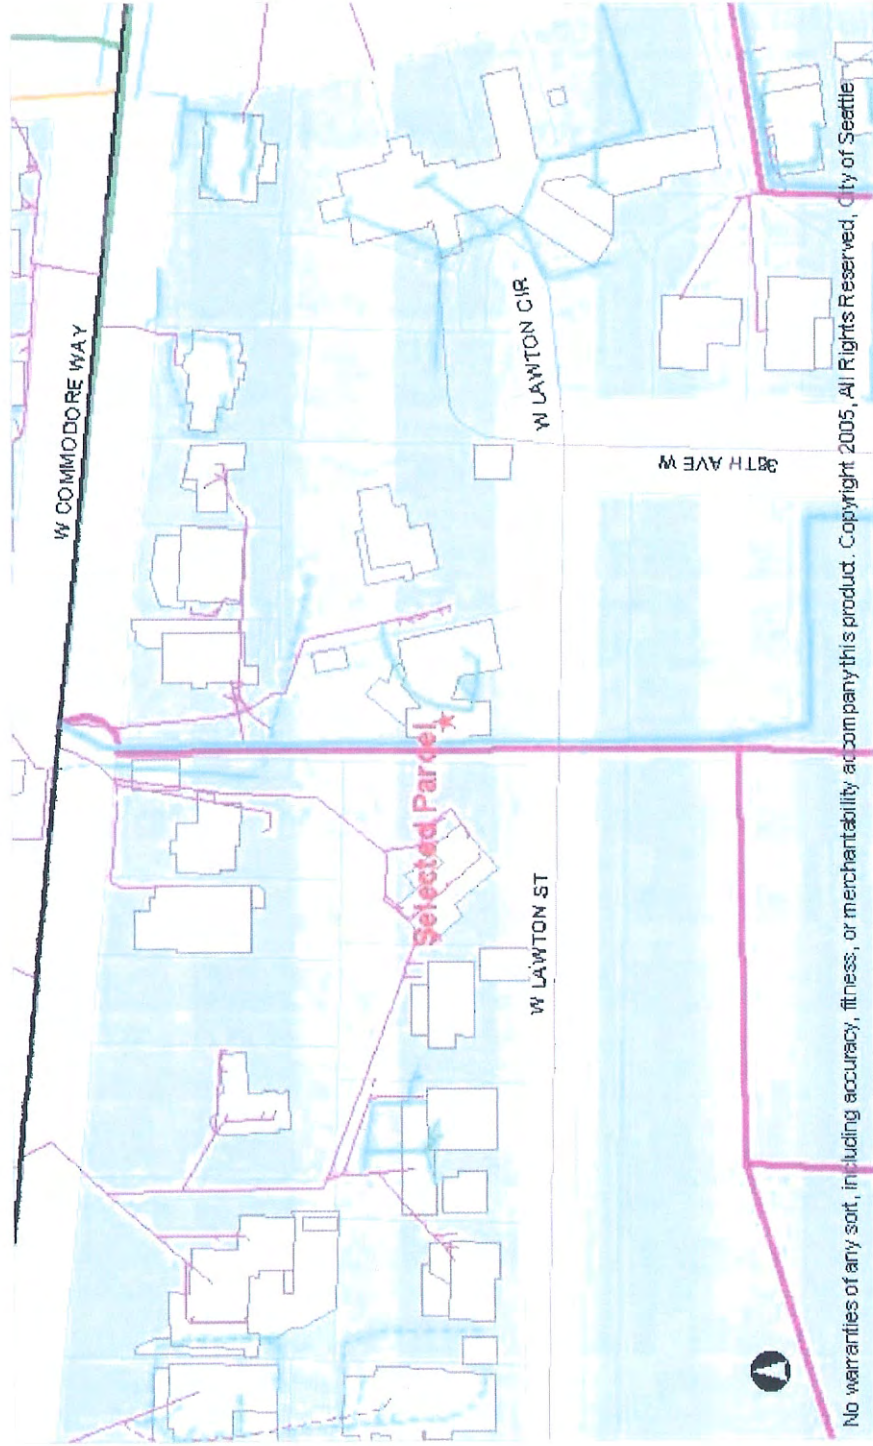 W COMMODORE WAY
W LAWTON CIR
38TH AVE W
Selected Parcel
W LAWTON ST
No warranties of any sort, including accuracy, fitness, or merchantability accompany this product. Copyright 2005, All Rights Reserved, City of Seattle